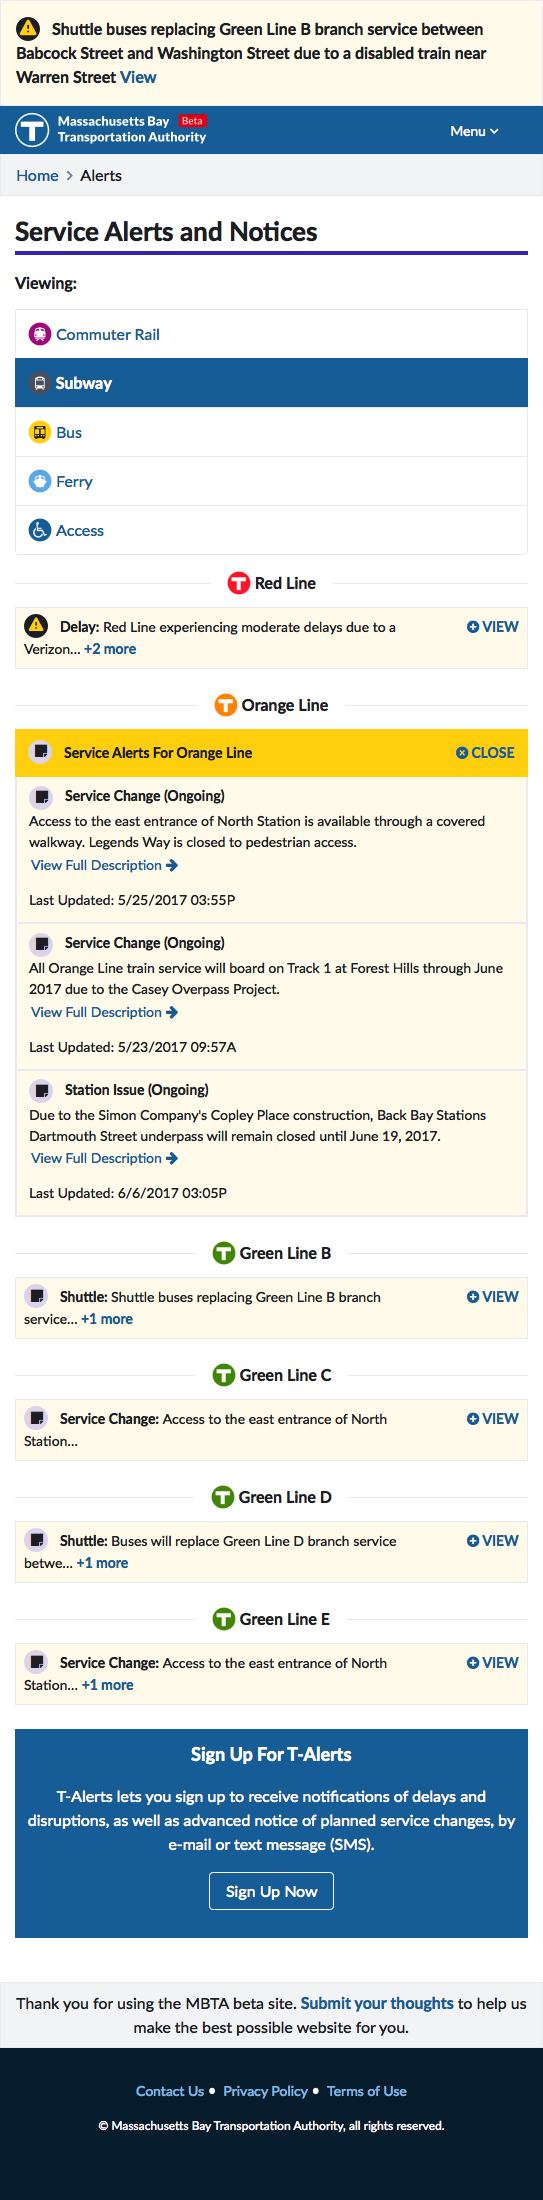 Shuttle buses replacing Green Line B branch service between
Babcock Street and Washington Street due to a disabled train near
Warren Street View
Massachusetts Bay Beta
Transportation Authority
Menu
Home > Alerts
Service Alerts and Notices
Viewing:
Commuter Rail
Subway
Bus
Ferry
Access
T Red Line
Delay: Red Line experiencing moderate delays due to a
Verizon... +2 more
VIEW
T Orange Line
Service Alerts For Orange Line
CLOSE
Service Change (Ongoing)
Access to the east entrance of North Station is available through a covered
walkway. Legends Way is closed to pedestrian access.
View Full Description
Last Updated: 5/25/2017 03:55P
Service Change (Ongoing)
All Orange Line train service will board on Track 1 at Forest Hills through June
2017 due to the Casey Overpass Project.
View Full Description
Last Updated: 5/23/2017 09:57A
Station Issue (Ongoing)
Due to the Simon Company's Copley Place construction, Back Bay Stations
Dartmouth Street underpass will remain closed until June 19, 2017.
View Full Description
Last Updated: 6/6/2017 03:05P
T Green Line B
Shuttle: Shuttle buses replacing Green Line B branch
service... +1 more
VIEW
T Green Line C
Service Change: Access to the east entrance of North
Station...
VIEW
T Green Line D
Shuttle: Buses will replace Green Line D branch service
betwe... +1 more
VIEW
T Green Line E
Service Change: Access to the east entrance of North
Station... +1 more
VIEW
Sign Up For T-Alerts
T-Alerts lets you sign up to receive notifications of delays and
disruptions, as well as advanced notice of planned service changes, by
e-mail or text message (SMS).
Sign Up Now
Thank you for using the MBTA beta site. Submit your thoughts to help us
make the best possible website for you.
Contact Us • Privacy Policy • Terms of Use
© Massachusetts Bay Transportation Authority, all rights reserved.